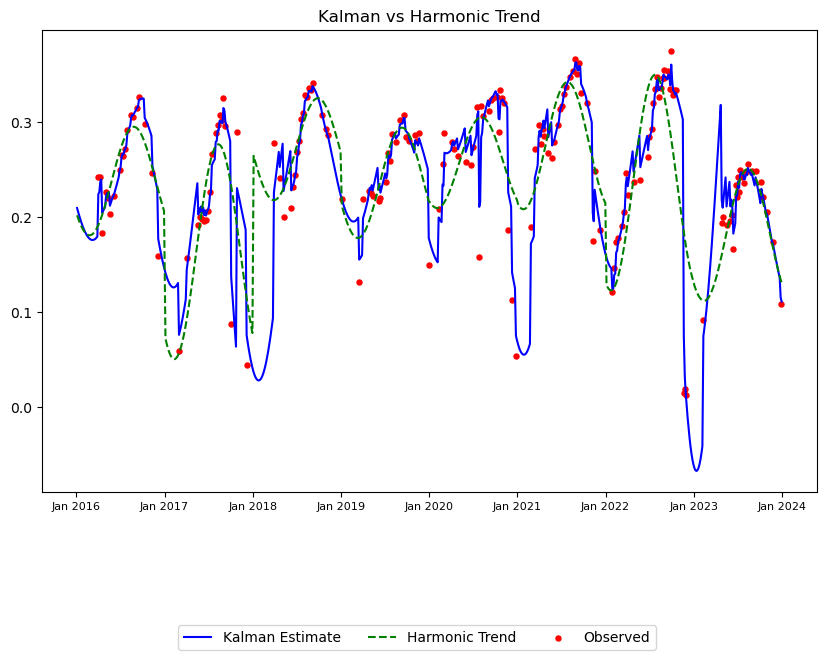 Kalman vs Harmonic Trend
0.3
0.2
0.1
0.0
Jan 2016 Jan 2017 Jan 2018 Jan 2019 Jan 2020 Jan 2021 Jan 2022 Jan 2023 Jan 2024
Kalman Estimate Harmonic Trend Observed